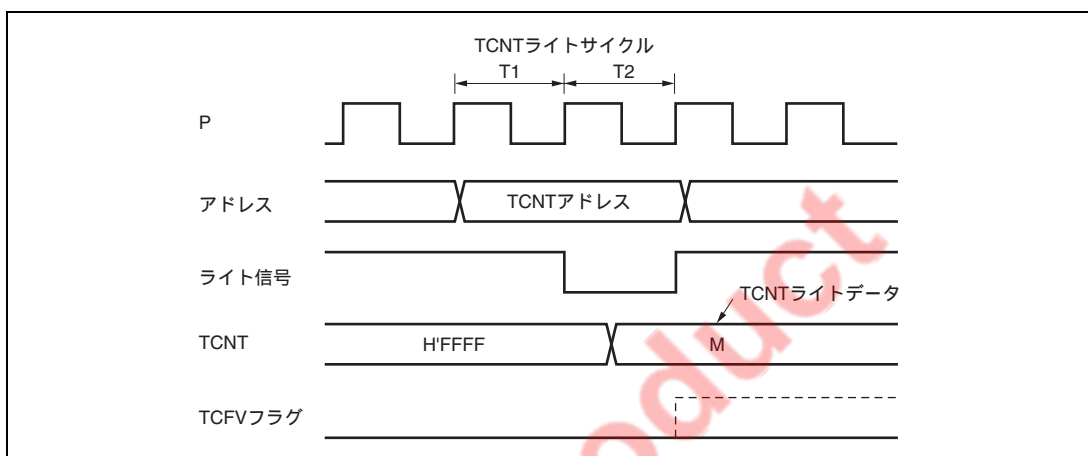 TCNTライトサイクル
T1 T2
P
アドレス TCNTアドレス
ライト信号
TCNTライトデータ
TCNT H'FFFF M
TCFVフラグ
oduct